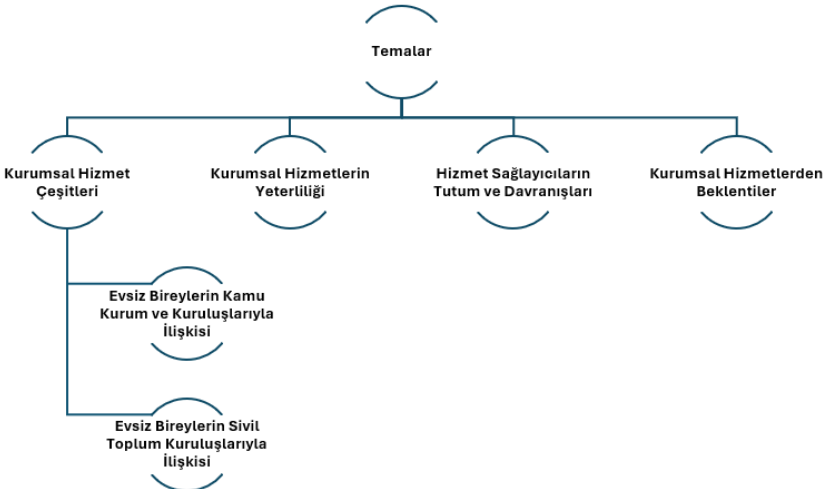 Temalar
Kurumsal Hizmet
Çeşitleri
Kurumsal Hizmetlerin
Yeterliliği
Hizmet Sağlayıcıların
Tutum ve Davranışları
Kurumsal Hizmetlerden
Beklentiler
Evsiz Bireylerin Kamu
Kurum ve Kuruluşlarıyla
İlişkisi
Evsiz Bireylerin Sivil
Toplum Kuruluşlarıyla
İlişkisi